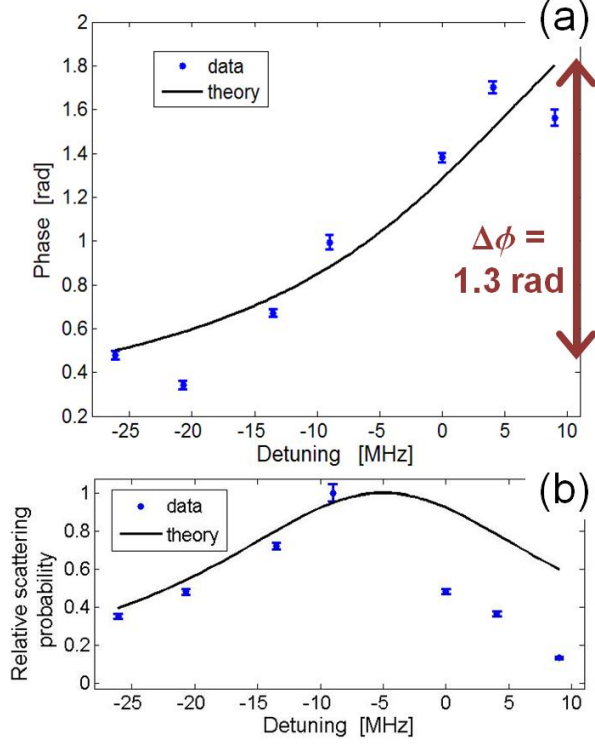 (a)
2
1.8
1.6
1.4
1.2
1
0.8
0.6
0.4
0.2
Phase [rad]
data
theory
Δϕ =
1.3 rad
-25 -20 -15 -10 -5 0 5 10
Detuning [MHz]
(b)
1
0.8
0.6
0.4
0.2
0
Relative scattering
probability
data
theory
-25 -20 -15 -10 -5 0 5 10
Detuning [MHz]